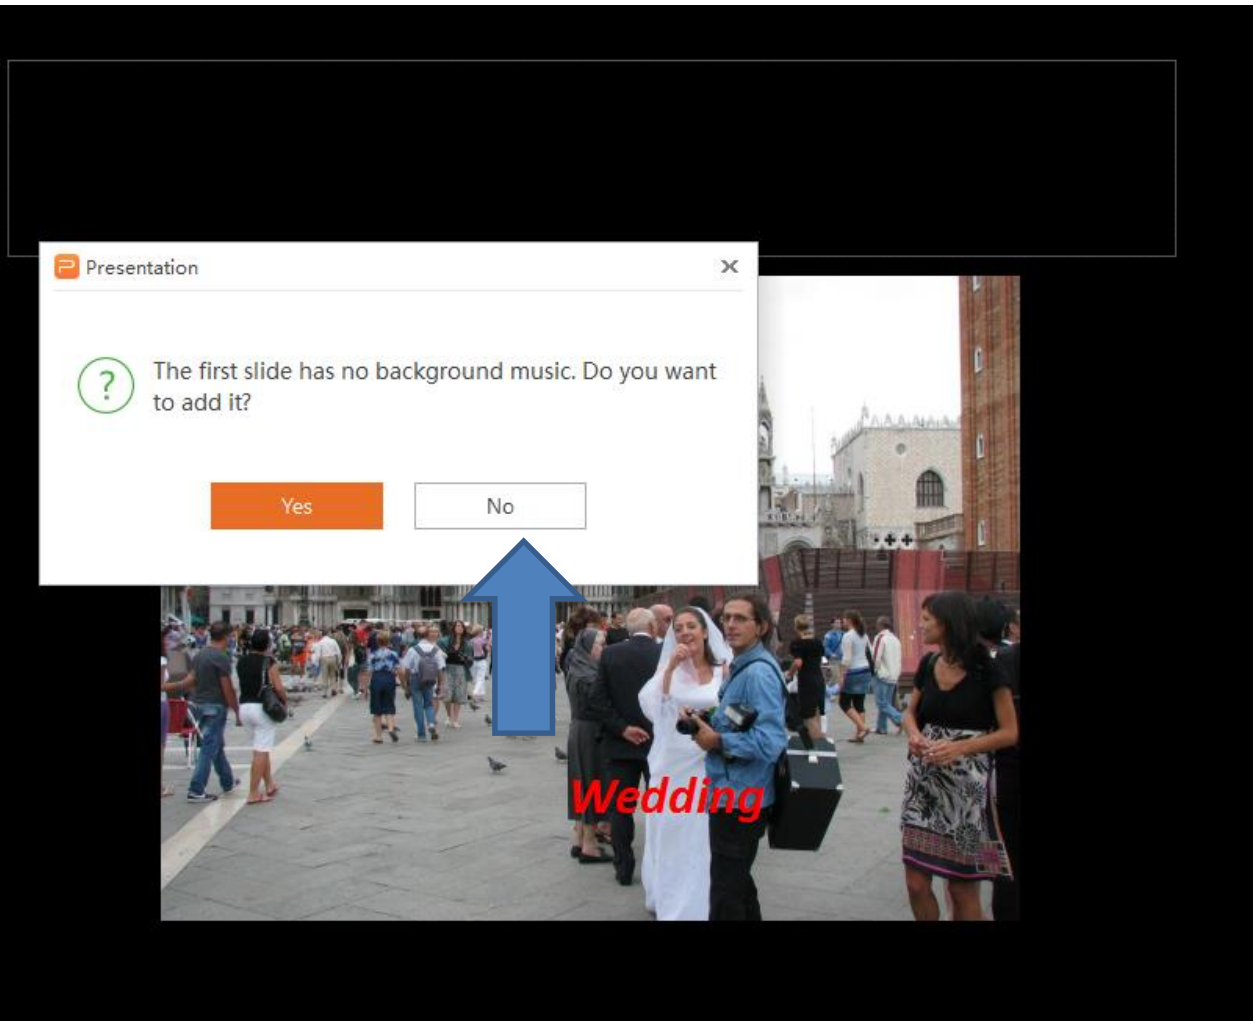 Presentation
The first slide has no background music. Do you want
to add it?
Yes
No
Wedding